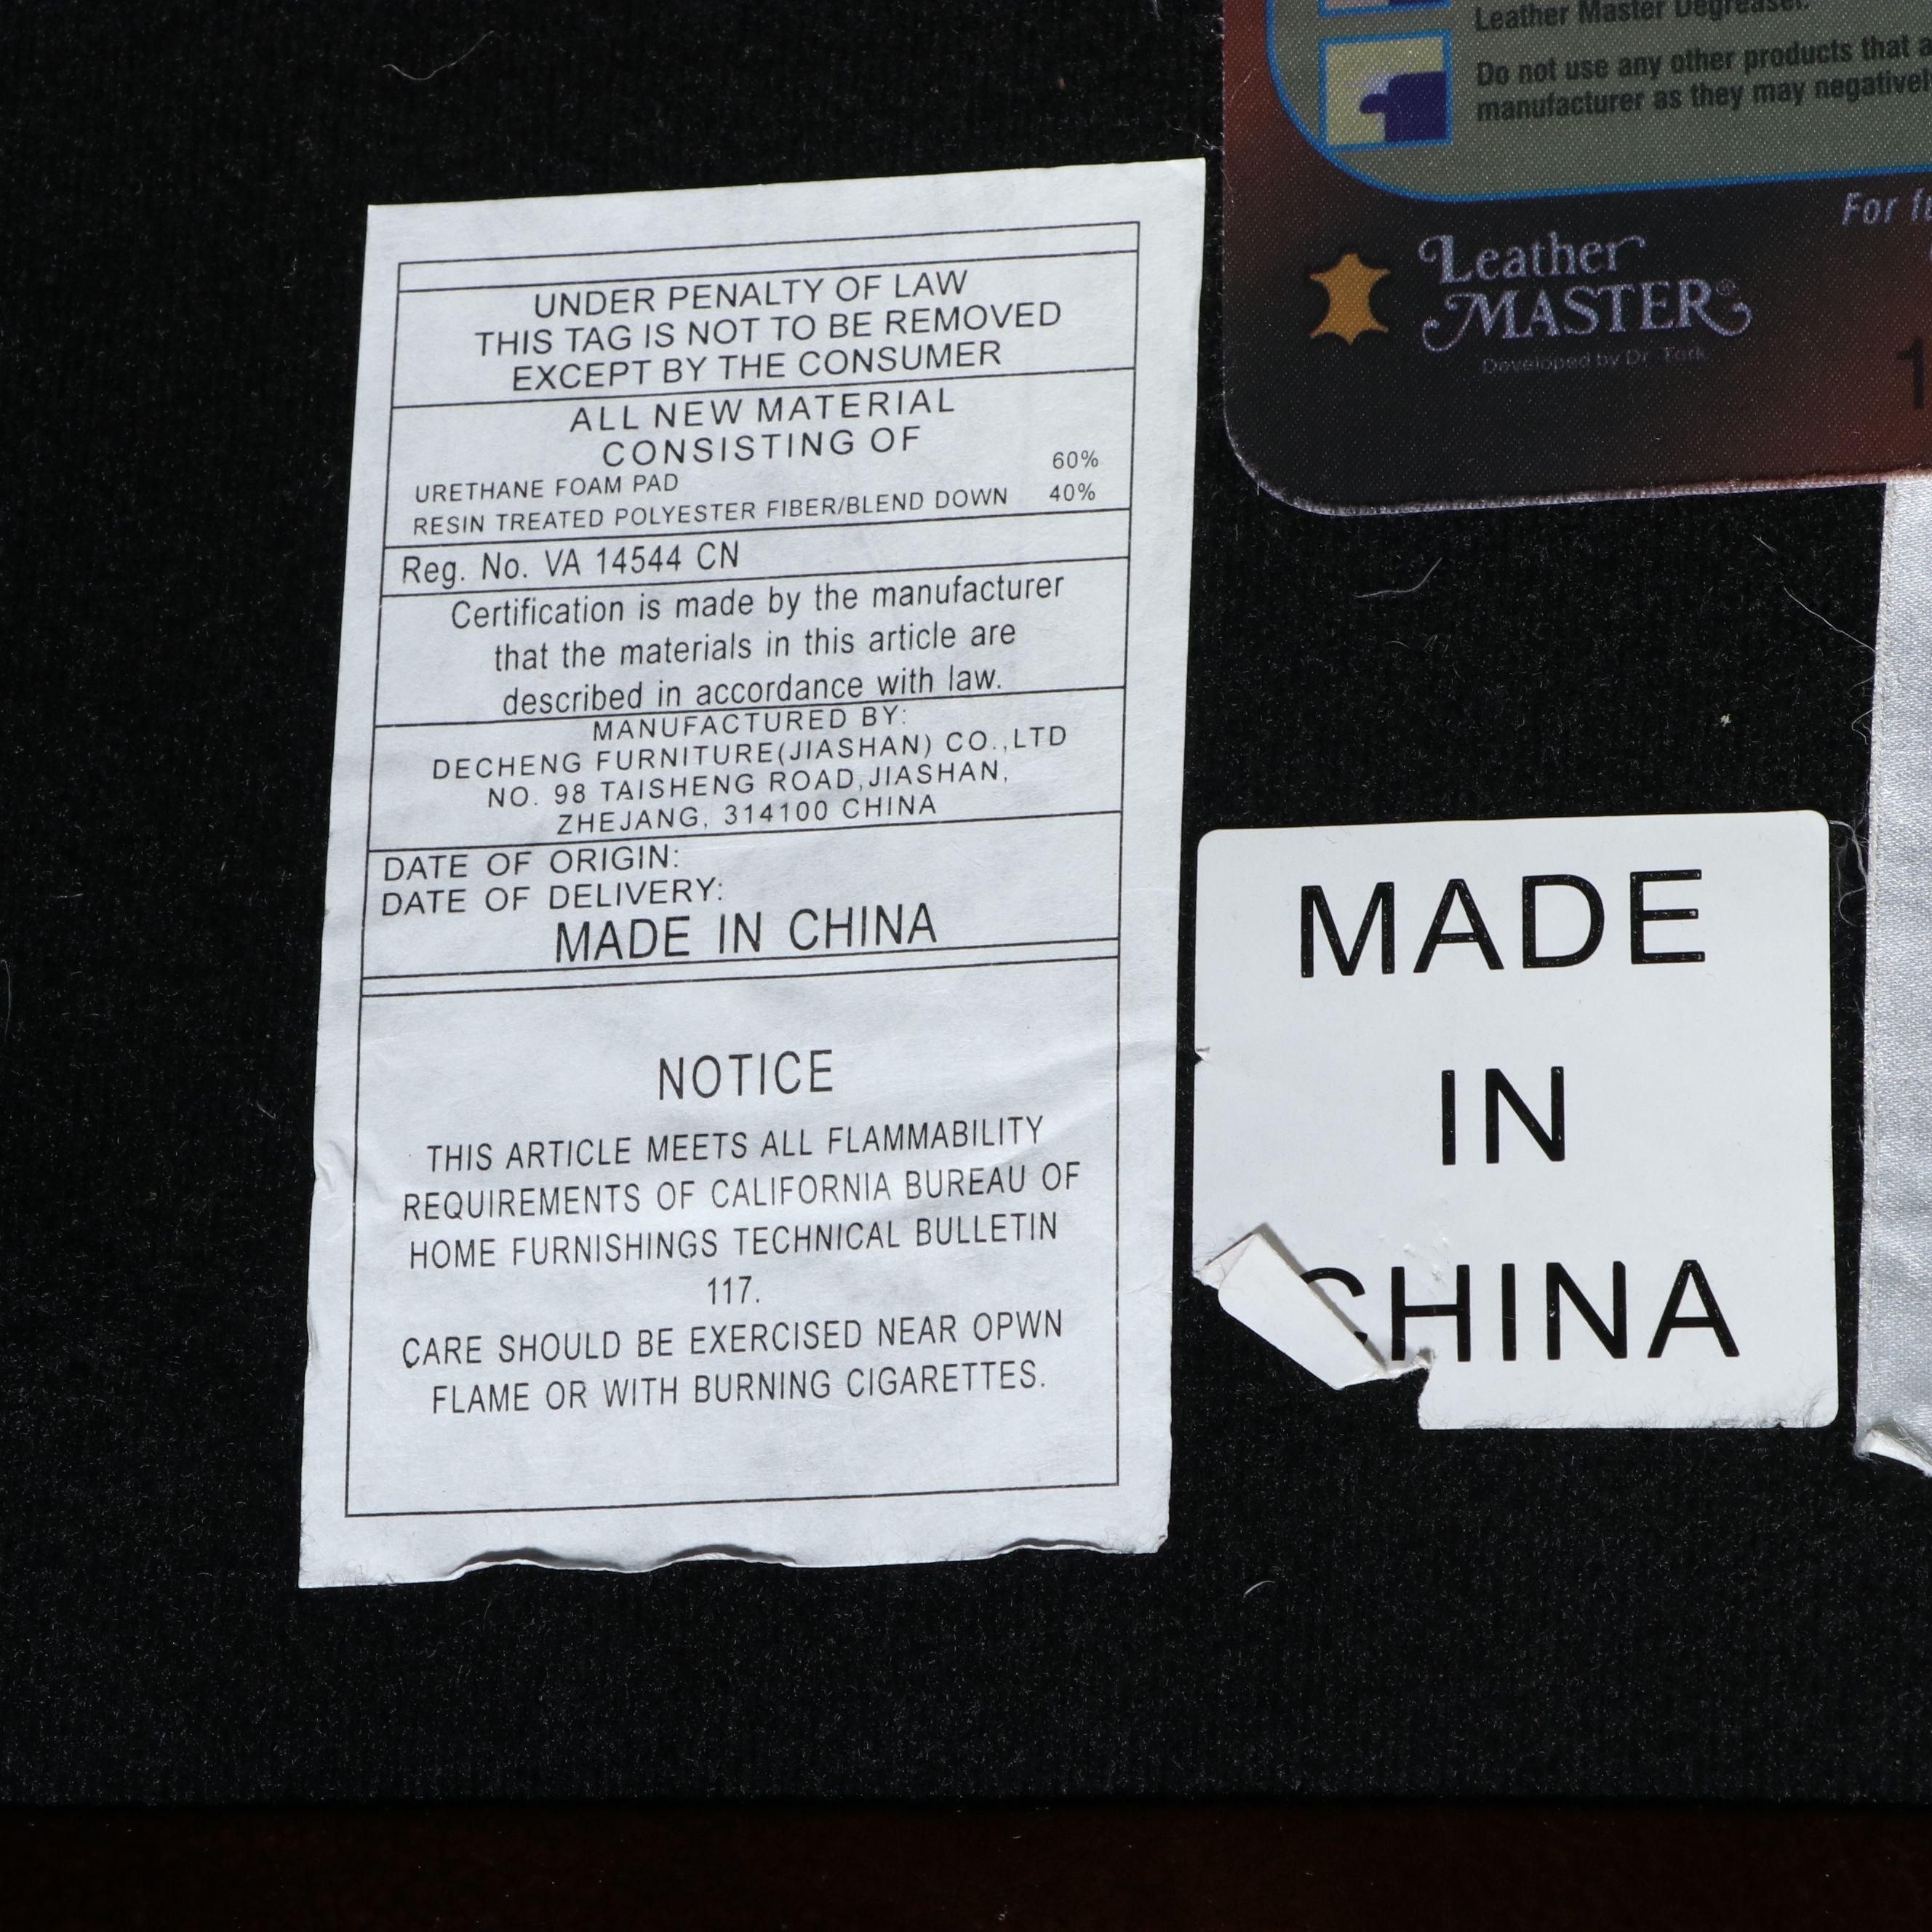 UNDER PENALTY OF LAW
THIS TAG IS NOT TO BE REMOVED
EXCEPT BY THE CONSUMER
ALL NEW MATERIAL
CONSISTING OF
URETHANE FOAM PAD 60%
RESIN TREATED POLYESTER FIBER/BLEND DOWN 40%
Reg. No. VA 14544 CN
Certification is made by the manufacturer
that the materials in this article are
described in accordance with law.
MANUFACTURED BY:
DECHENG FURNITURE(JIASHAN) CO.,LTD
NO. 98 TAISHENG ROAD,JIASHAN,
ZHEJANG, 314100 CHINA
DATE OF ORIGIN:
DATE OF DELIVERY:
MADE IN CHINA
NOTICE
THIS ARTICLE MEETS ALL FLAMMABILITY
REQUIREMENTS OF CALIFORNIA BUREAU OF
HOME FURNISHINGS TECHNICAL BULLETIN
117.
CARE SHOULD BE EXERCISED NEAR OPWN
FLAME OR WITH BURNING CIGARETTES.
Leather Master Degreaser.
Do not use any other products that
manufacturer as they may
For
Leather
MASTER®
Developed by Dr. Tork
MADE
IN
CHINA